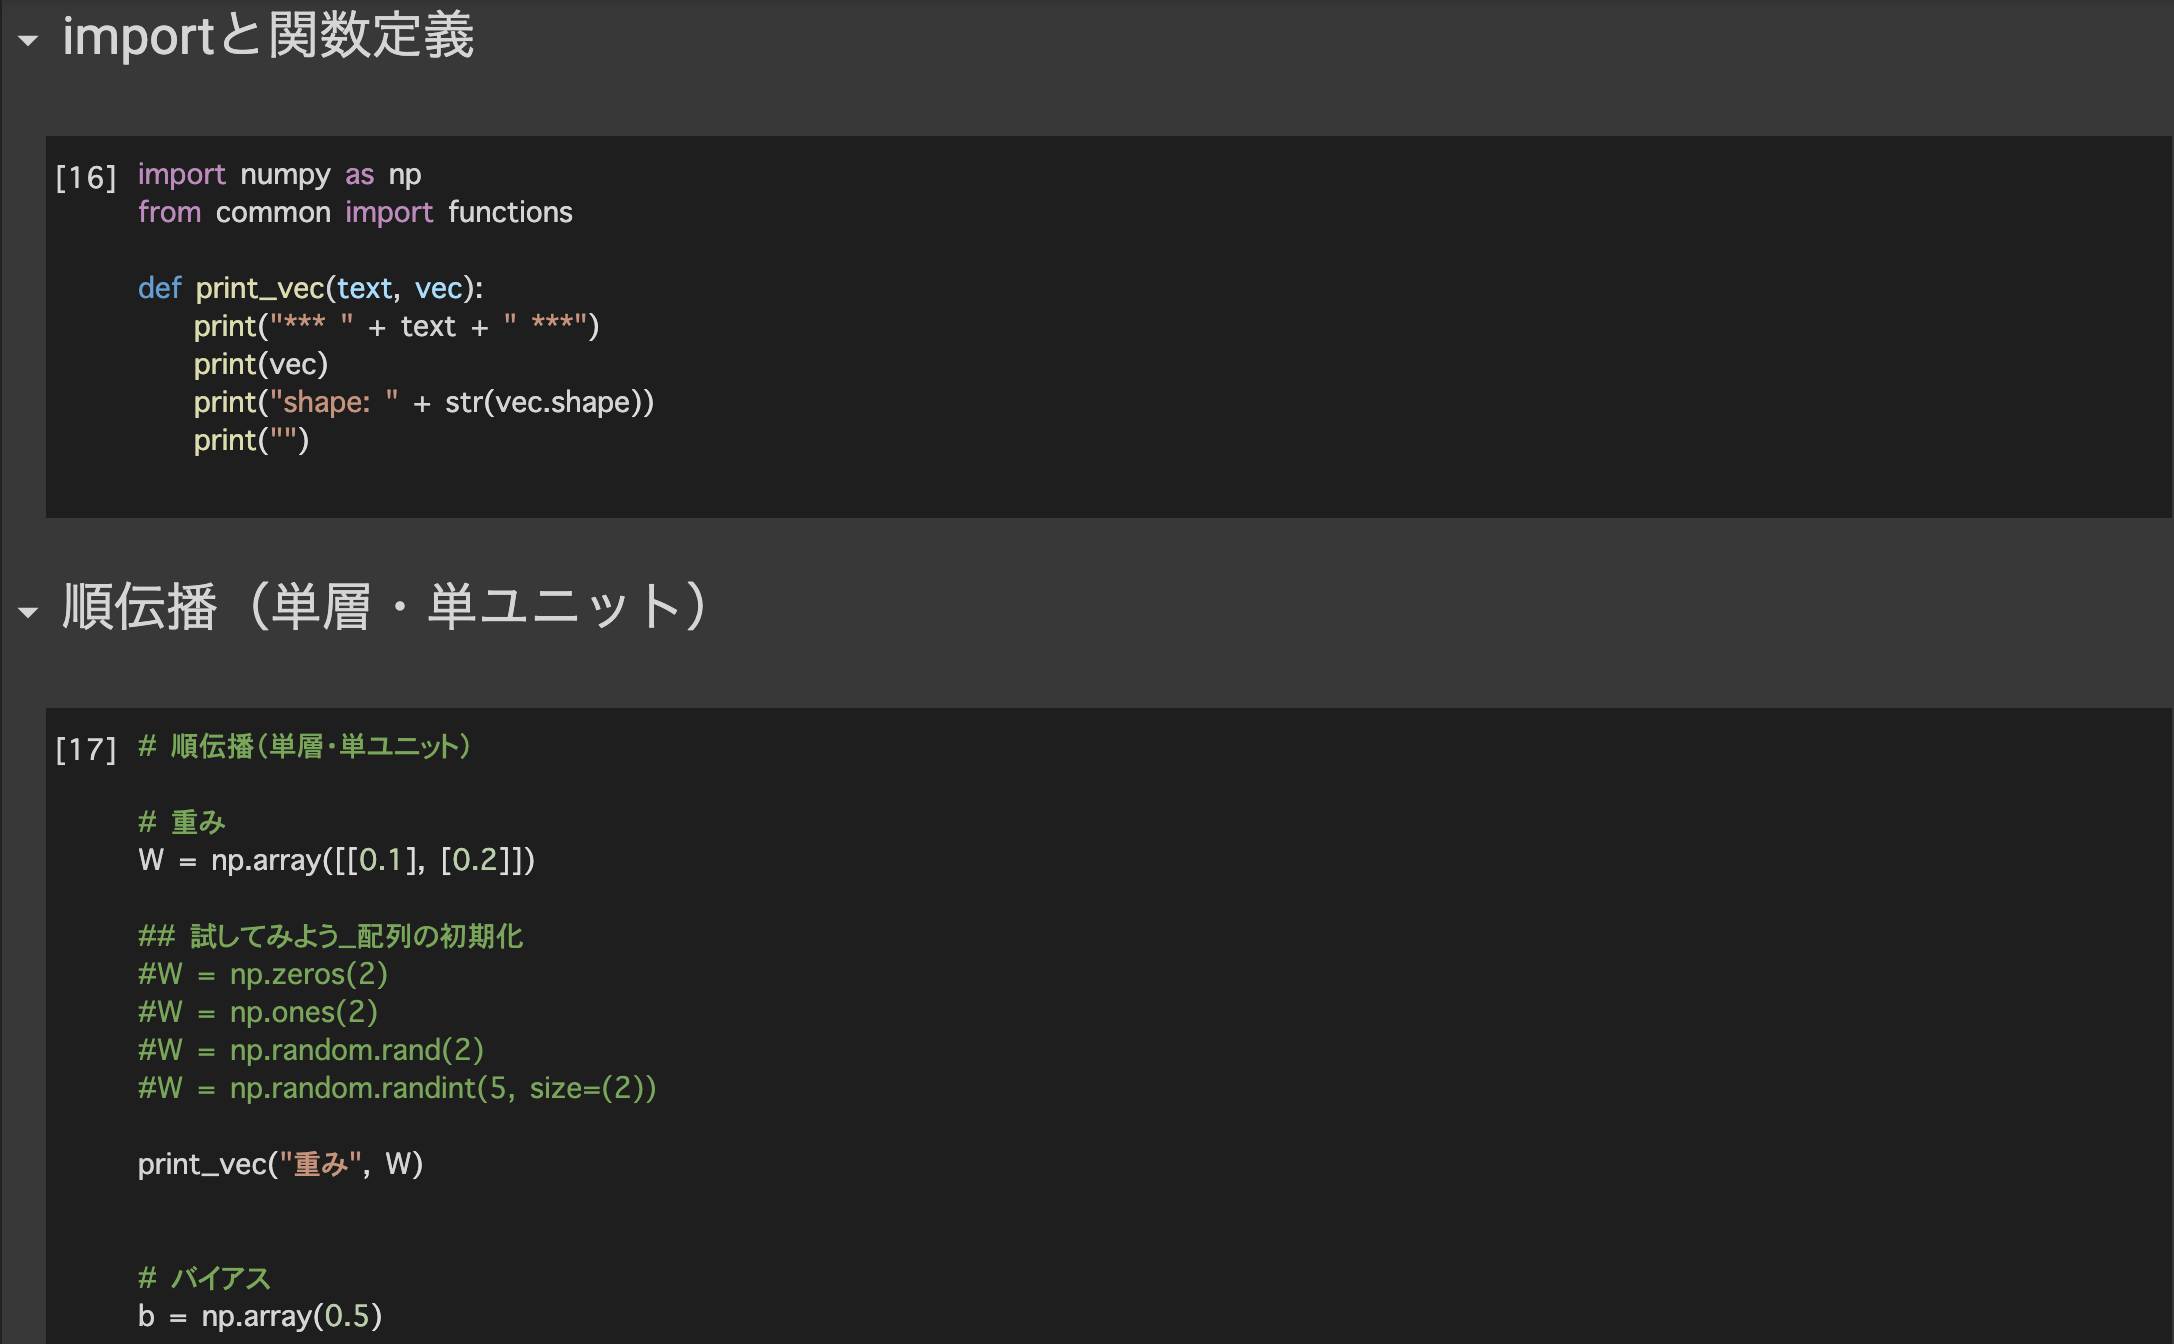 importと関数定義
[16] import numpy as np
from common import functions
def print_vec(text, vec):
    print("*** " + text + " ***")
    print(vec)
    print("shape: " + str(vec.shape))
    print("")
順伝播（単層・単ユニット）
[17] # 順伝播（単層・単ユニット）
# 重み
W = np.array([[0.1], [0.2]])
## 試してみよう_配列の初期化
#W = np.zeros(2)
#W = np.ones(2)
#W = np.random.rand(2)
#W = np.random.randint(5, size=(2))
print_vec("重み", W)
# バイアス
b = np.array(0.5)